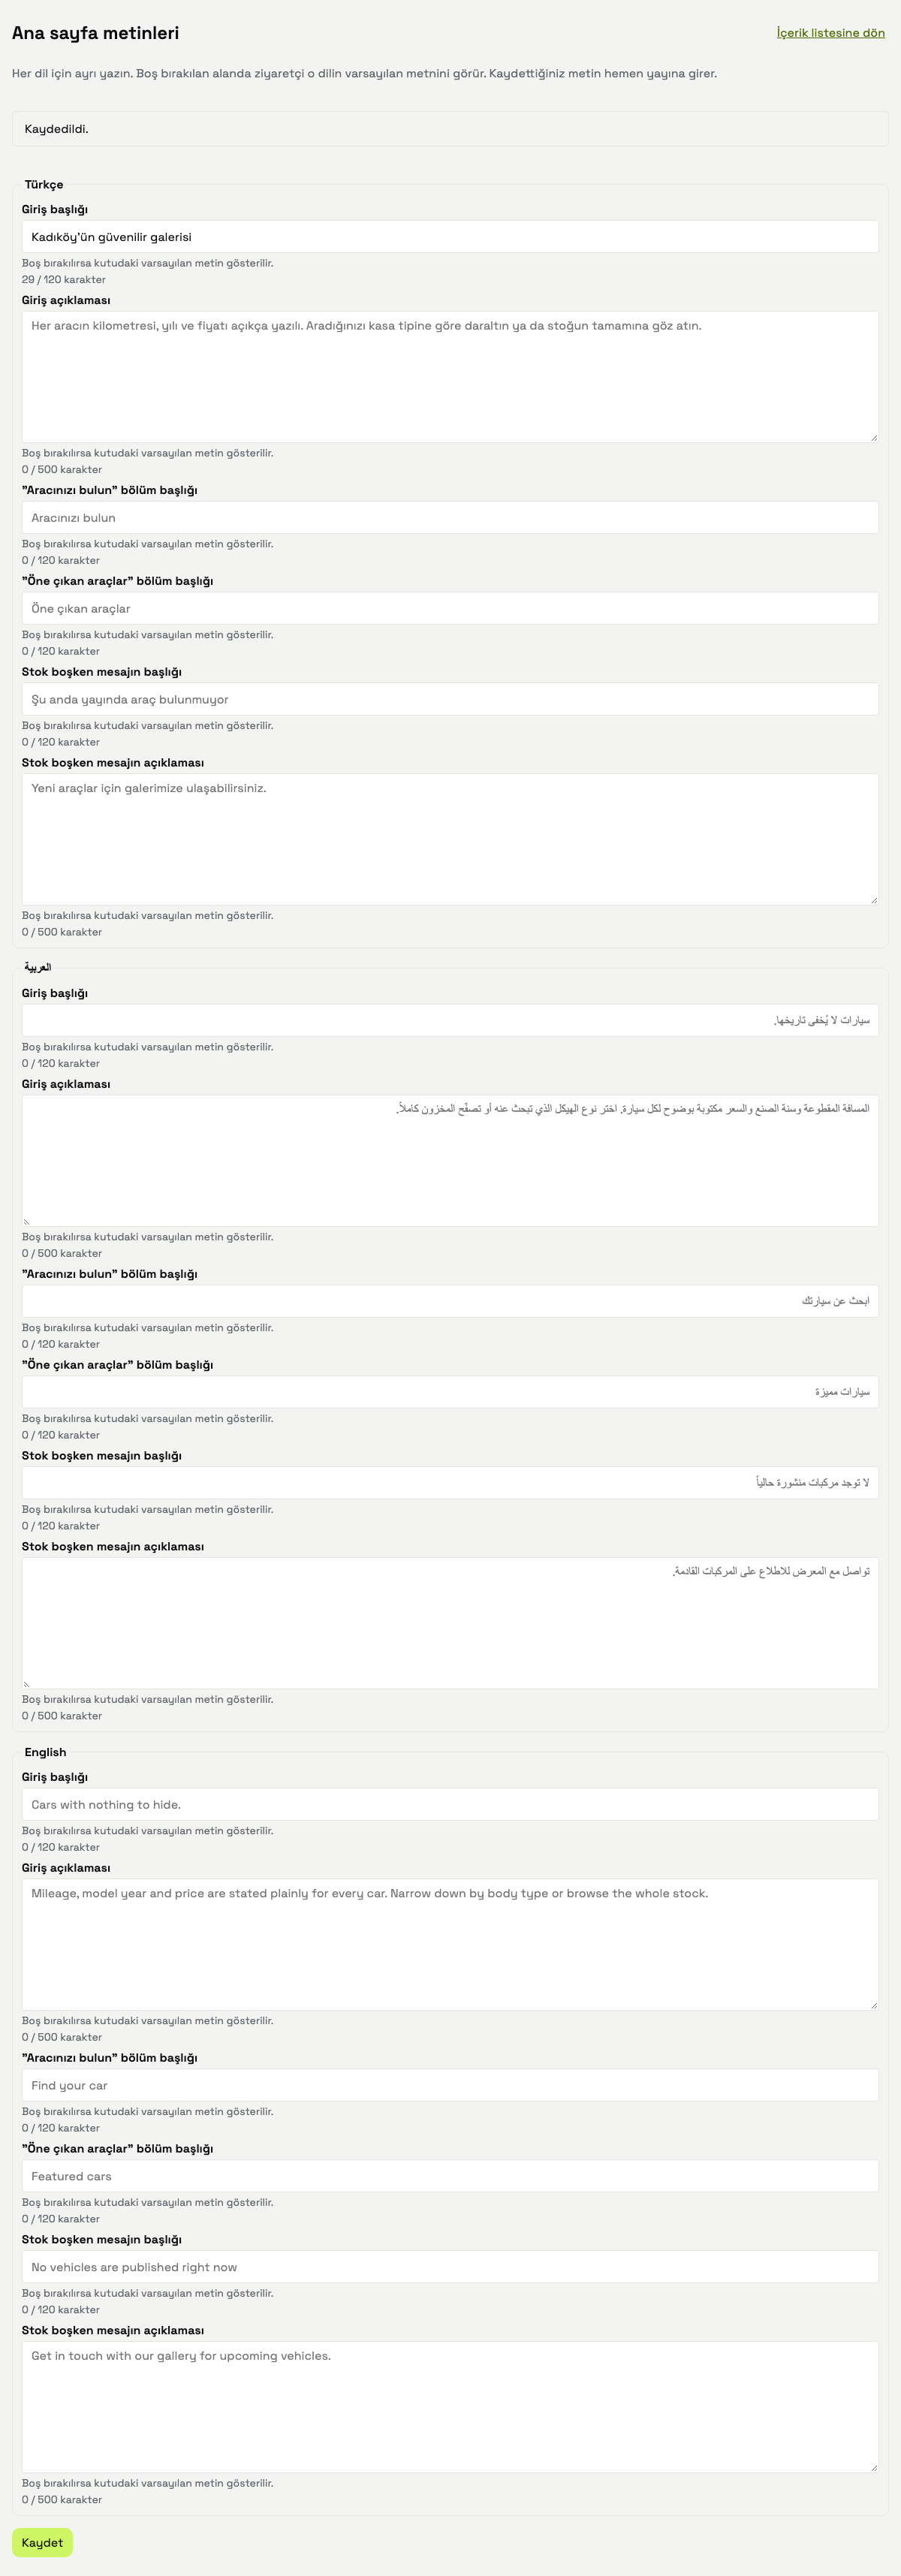 Ana sayfa metinleri
İçerik listesine dön
Her dil için ayrı yazın. Boş bırakılan alanda ziyaretçi o dilin varsayılan metnini görür. Kaydettiğiniz metin hemen yayına girer.
Kaydedildi.
Türkçe
Giriş başlığı
Kadıköy'ün güvenilir galerisi
Boş bırakılırsa kutudaki varsayılan metin gösterilir.
29 / 120 karakter
Giriş açıklaması
Her aracın kilometresi, yılı ve fiyatı açıkça yazılı. Aradığınızı kasa tipine göre daraltın ya da stoğun tamamına göz atın.
Boş bırakılırsa kutudaki varsayılan metin gösterilir.
0 / 500 karakter
"Aracınızı bulun" bölüm başlığı
Aracınızı bulun
Boş bırakılırsa kutudaki varsayılan metin gösterilir.
0 / 120 karakter
"Öne çıkan araçlar" bölüm başlığı
Öne çıkan araçlar
Boş bırakılırsa kutudaki varsayılan metin gösterilir.
0 / 120 karakter
Stok boşken mesajın başlığı
Şu anda yayında araç bulunmuyor
Boş bırakılırsa kutudaki varsayılan metin gösterilir.
0 / 120 karakter
Stok boşken mesajın açıklaması
Yeni araçlar için galerimize ulaşabilirsiniz.
Boş bırakılırsa kutudaki varsayılan metin gösterilir.
0 / 500 karakter
العربية
Giriş başlığı
سيارات لا يُخفى تاريخها.
Boş bırakılırsa kutudaki varsayılan metin gösterilir.
0 / 120 karakter
Giriş açıklaması
المسافة المقطوعة وسنة الصنع والسعر مكتوبة بوضوح لكل سيارة. اختر نوع الهيكل الذي تبحث عنه أو تصفّح المخزون كاملاً.
Boş bırakılırsa kutudaki varsayılan metin gösterilir.
0 / 500 karakter
"Aracınızı bulun" bölüm başlığı
ابحث عن سيارتك
Boş bırakılırsa kutudaki varsayılan metin gösterilir.
0 / 120 karakter
"Öne çıkan araçlar" bölüm başlığı
سيارات مميزة
Boş bırakılırsa kutudaki varsayılan metin gösterilir.
0 / 120 karakter
Stok boşken mesajın başlığı
لا توجد مركبات منشورة حالياً
Boş bırakılırsa kutudaki varsayılan metin gösterilir.
0 / 120 karakter
Stok boşken mesajın açıklaması
تواصل مع المعرض للاطلاع على المركبات القادمة.
Boş bırakılırsa kutudaki varsayılan metin gösterilir.
0 / 500 karakter
English
Giriş başlığı
Cars with nothing to hide.
Boş bırakılırsa kutudaki varsayılan metin gösterilir.
0 / 120 karakter
Giriş açıklaması
Mileage, model year and price are stated plainly for every car. Narrow down by body type or browse the whole stock.
Boş bırakılırsa kutudaki varsayılan metin gösterilir.
0 / 500 karakter
"Aracınızı bulun" bölüm başlığı
Find your car
Boş bırakılırsa kutudaki varsayılan metin gösterilir.
0 / 120 karakter
"Öne çıkan araçlar" bölüm başlığı
Featured cars
Boş bırakılırsa kutudaki varsayılan metin gösterilir.
0 / 120 karakter
Stok boşken mesajın başlığı
No vehicles are published right now
Boş bırakılırsa kutudaki varsayılan metin gösterilir.
0 / 120 karakter
Stok boşken mesajın açıklaması
Get in touch with our gallery for upcoming vehicles.
Boş bırakılırsa kutudaki varsayılan metin gösterilir.
0 / 500 karakter
Kaydet